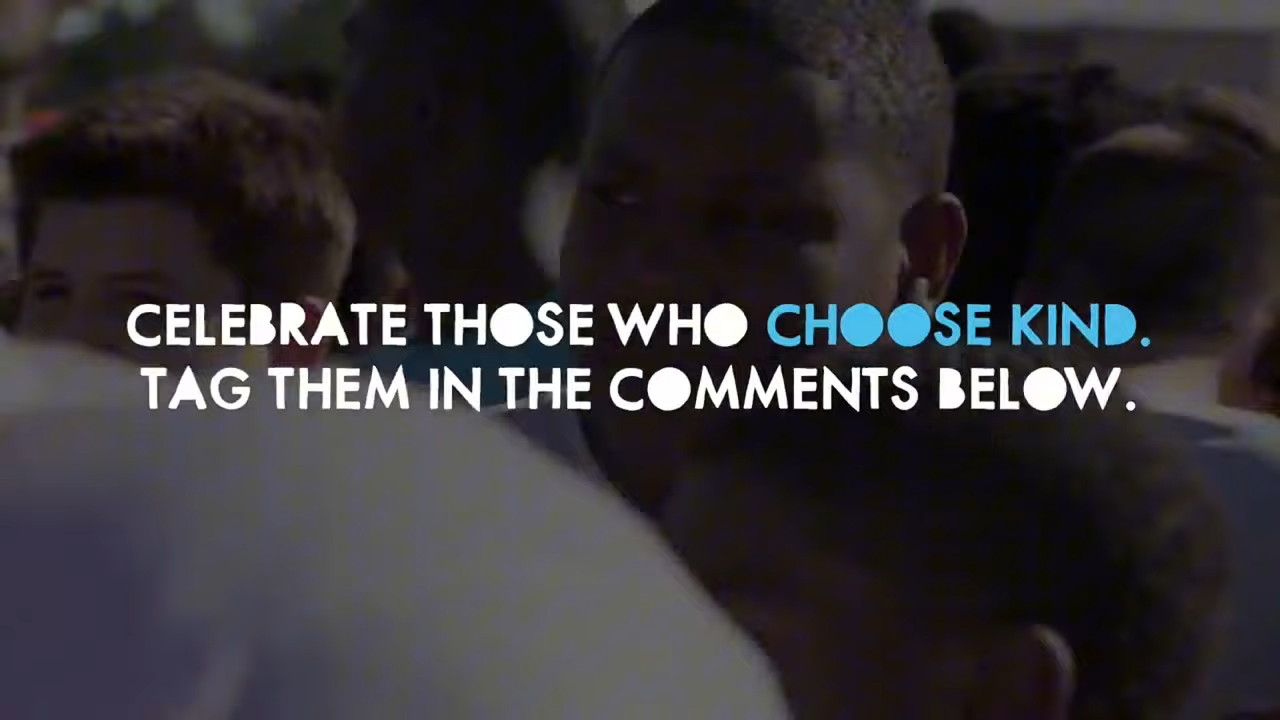 CELEBRATE THOSE WHO CHOOSE KIND.
TAG THEM IN THE COMMENTS BELOW.